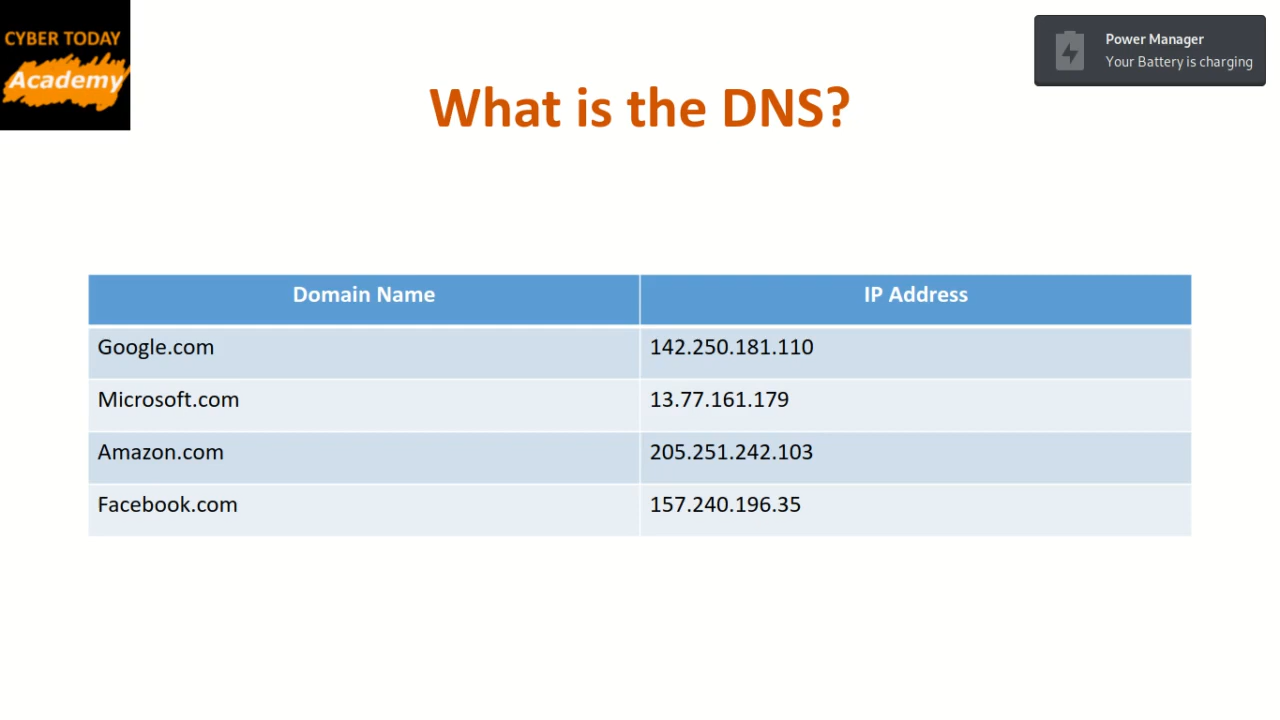 CYBER TODAY
Academy
Power Manager
Your Battery is charging
What is the DNS?
Domain Name IP Address
Google.com 142.250.181.110
Microsoft.com 13.77.161.179
Amazon.com 205.251.242.103
Facebook.com 157.240.196.35